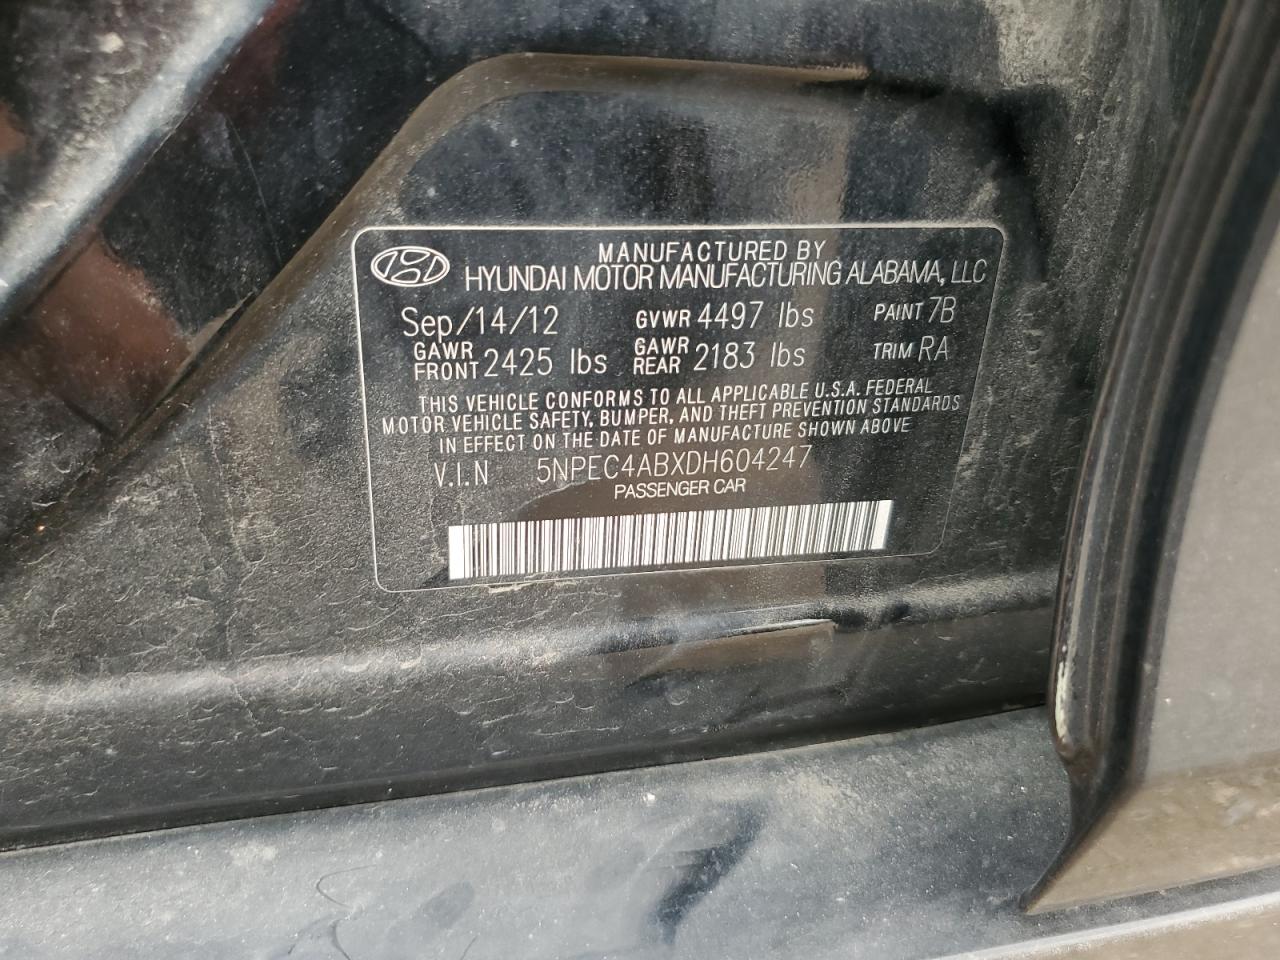 MANUFACTURED BY
HYUNDAI MOTOR MANUFACTURING ALABAMA, LLC
Sep/14/12 GVWR 4497 lbs PAINT 7B
GAWR FRONT 2425 lbs GAWR REAR 2183 lbs TRIM RA
THIS VEHICLE CONFORMS TO ALL APPLICABLE U.S.A. FEDERAL
MOTOR VEHICLE SAFETY, BUMPER, AND THEFT PREVENTION STANDARDS
IN EFFECT ON THE DATE OF MANUFACTURE SHOWN ABOVE
V.I.N 5NPEC4ABXDH604247
PASSENGER CAR